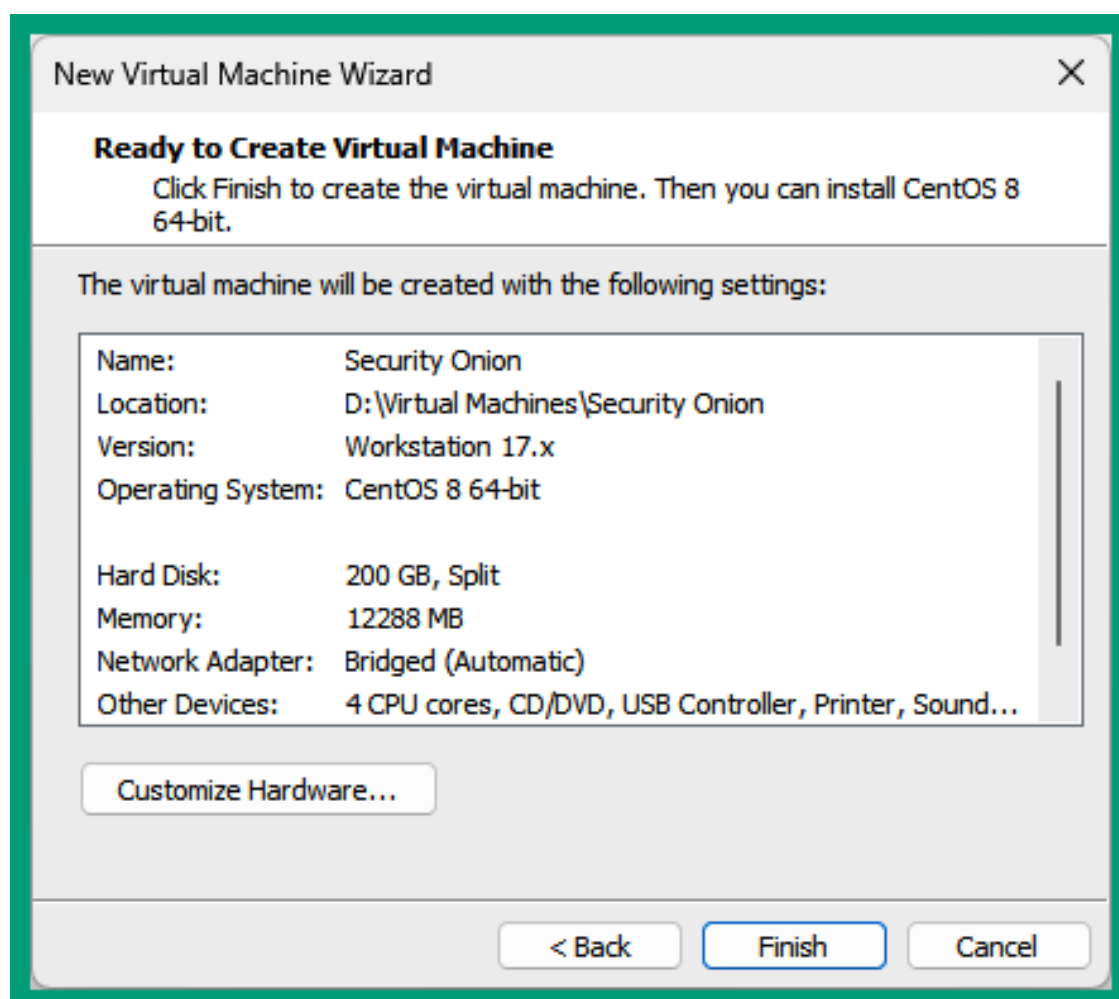 New Virtual Machine Wizard
Ready to Create Virtual Machine
Click Finish to create the virtual machine. Then you can install CentOS 8
64-bit.
The virtual machine will be created with the following settings:
Name: Security Onion
Location: D:\Virtual Machines\Security Onion
Version: Workstation 17.x
Operating System: CentOS 8 64-bit
Hard Disk: 200 GB, Split
Memory: 12288 MB
Network Adapter: Bridged (Automatic)
Other Devices: 4 CPU cores, CD/DVD, USB Controller, Printer, Sound...
Customize Hardware...
< Back Finish Cancel